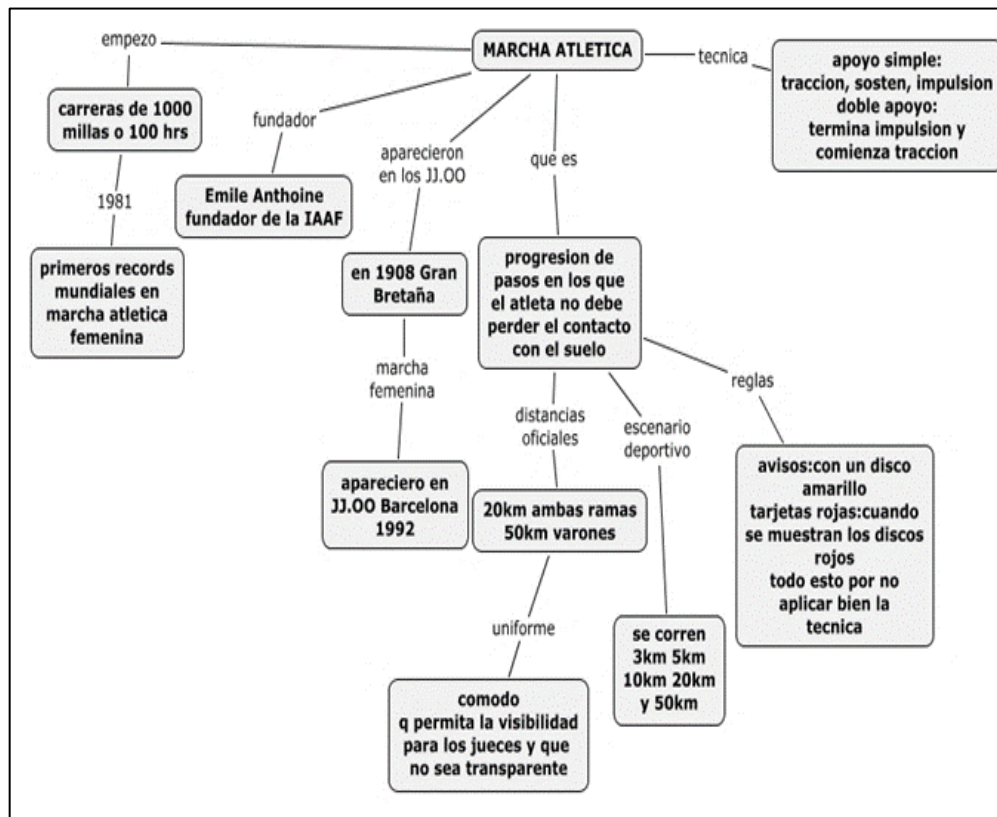 MARCHA ATLETICA
empezo
carreras de 1000
millas o 100 hrs
1981
primeros records
mundiales en
marcha atletica
femenina
fundador
Emile Anthoine
fundador de la IAAF
aparecieron
en los JJ.OO
en 1908 Gran
Bretaña
marcha
femenina
apareciero en
JJ.OO Barcelona
1992
que es
progresion de
pasos en los que
el atleta no debe
perder el contacto
con el suelo
distancias
oficiales
20km ambas ramas
50km varones
uniforme
comodo
q permita la visibilidad
para los jueces y que
no sea transparente
escenario
deportivo
se corren
3km 5km
10km 20km
y 50km
reglas
avisos:con un disco
amarillo
tarjetas rojas:cuando
se muestran los discos
rojos
todo esto por no
aplicar bien la
tecnica
tecnica
apoyo simple:
traccion, sosten, impulsion
doble apoyo:
termina impulsion y
comienza traccion